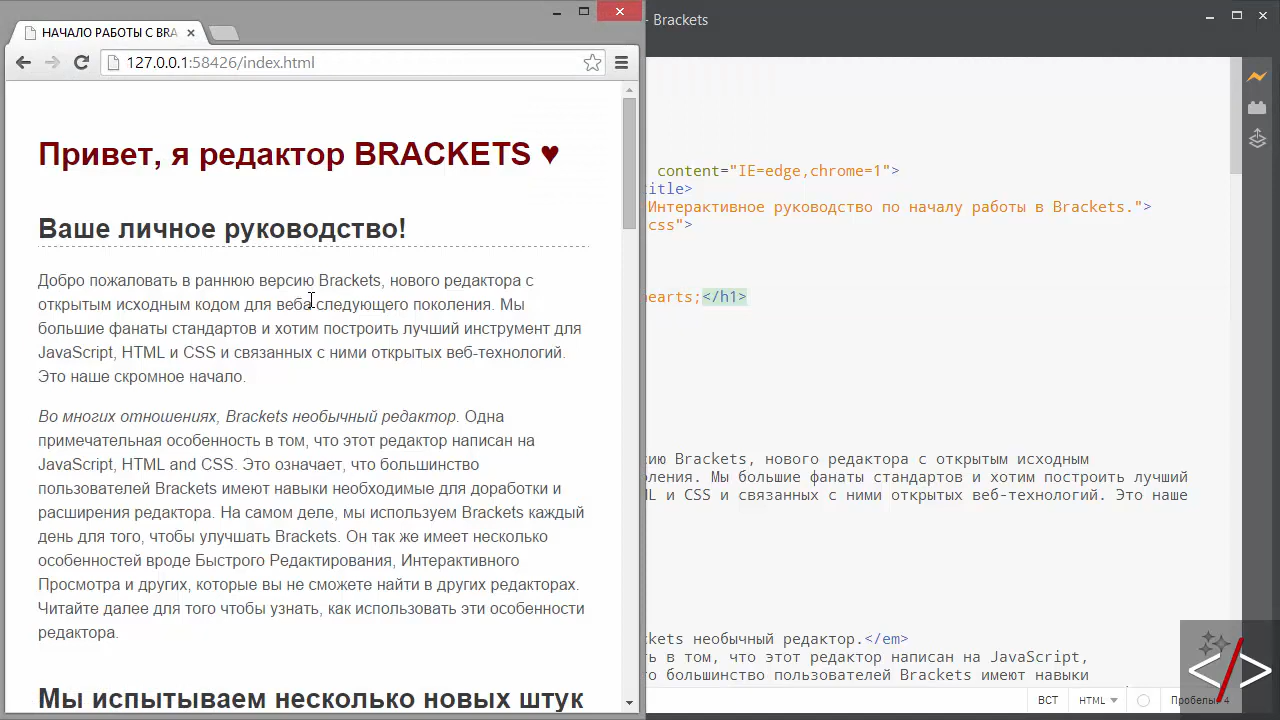 НАЧАЛО РАБОТЫ С BRA
127.0.0.1:58426/index.html
Привет, я редактор BRACKETS ♥
Ваше личное руководство!
Добро пожаловать в раннюю версию Brackets, нового редактора с
открытым исходным кодом для веба следующего поколения. Мы
большие фанаты стандартов и хотим построить лучший инструмент для
JavaScript, HTML и CSS и связанных с ними открытых веб-технологий.
Это наше скромное начало.
Во многих отношениях, Brackets необычный редактор. Одна
примечательная особенность в том, что этот редактор написан на
JavaScript, HTML and CSS. Это означает, что большинство
пользователей Brackets имеют навыки необходимые для доработки и
расширения редактора. На самом деле, мы используем Brackets каждый
день для того, чтобы улучшать Brackets. Он так же имеет несколько
особенностей вроде Быстрого Редактирования, Интерактивного
Просмотра и других, которые вы не сможете найти в других редакторах.
Читайте далее для того чтобы узнать, как использовать эти особенности
редактора.
Мы испытываем несколько новых штук
- Brackets
content="IE=edge,chrome=1">
title>
"Интерактивное руководство по началу работы в Brackets.">
css">
hearts;</h1>
сию Brackets, нового редактора с открытым исходным
оления. Мы большие фанаты стандартов и хотим построить лучший
ML и CSS и связанных с ними открытых веб-технологий. Это наше
ckets необычный редактор.</em>
ть в том, что этот редактор написан на JavaScript,
то большинство пользователей Brackets имеют навыки
ВСТ HTML Пробелы: 4